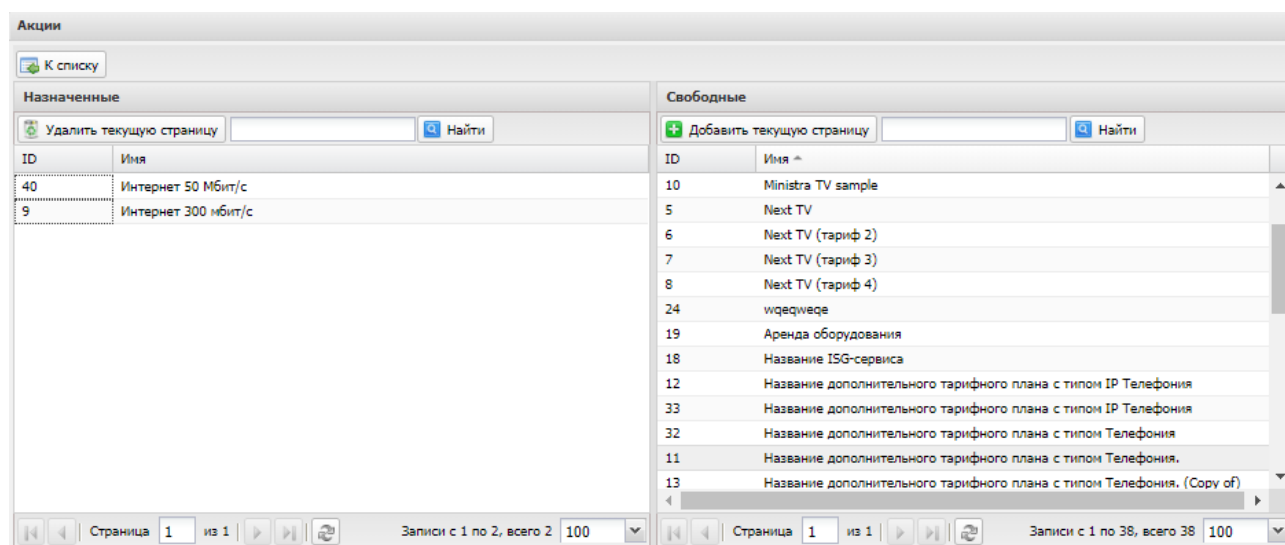 Акции
К списку
Назначенные
Удалить текущую страницу Найти
ID Имя
40 Интернет 50 Мбит/с
9 Интернет 300 мбит/с
Страница 1 из 1 Записи с 1 по 2, всего 2 100
Свободные
Добавить текущую страницу Найти
ID Имя
10 Ministra TV sample
5 Next TV
6 Next TV (тариф 2)
7 Next TV (тариф 3)
8 Next TV (тариф 4)
24 wqeqweqe
19 Аренда оборудования
18 Название ISG-сервиса
12 Название дополнительного тарифного плана с типом IP Телефония
33 Название дополнительного тарифного плана с типом IP Телефония
32 Название дополнительного тарифного плана с типом Телефония
11 Название дополнительного тарифного плана с типом Телефония.
13 Название дополнительного тарифного плана с типом Телефония. (Copy of)
Страница 1 из 1 Записи с 1 по 38, всего 38 100